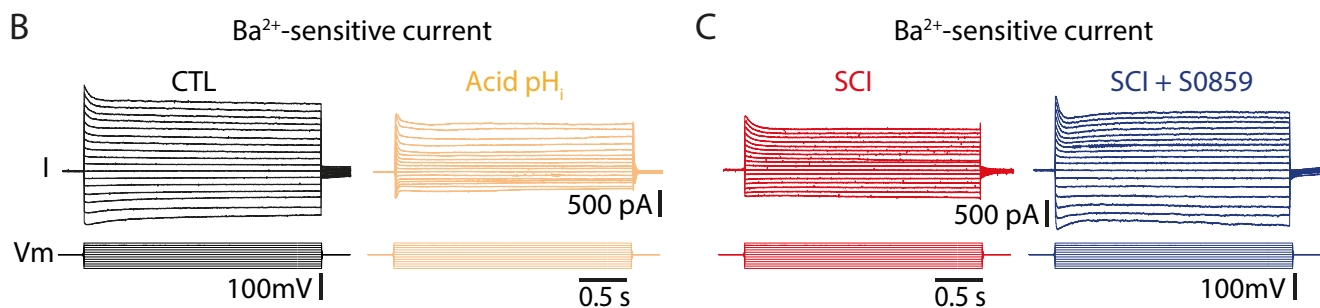 B
Ba²⁺-sensitive current
CTL
Acid pHᵢ
I
500 pA
Vm
100mV
0.5 s
C
Ba²⁺-sensitive current
SCI
SCI + S0859
500 pA
0.5 s
100mV